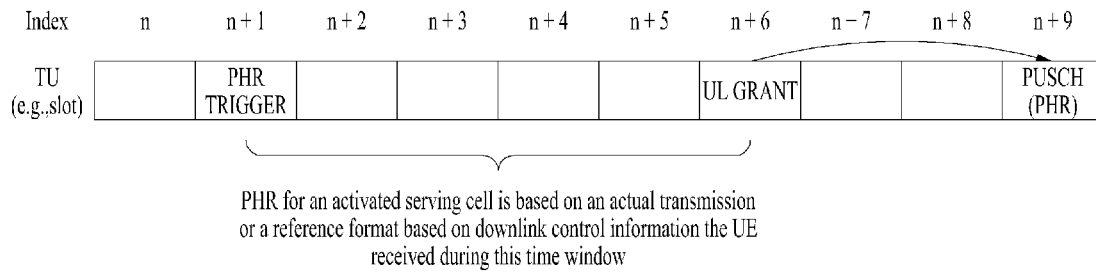 Index n n + 1 n + 2 n + 3 n + 4 n + 5 n + 6 n − 7 n + 8 n + 9
TU
(e.g.,slot)
PHR
TRIGGER
UL GRANT
PUSCH
(PHR)
PHR for an activated serving cell is based on an actual transmission
or a reference format based on downlink control information the UE
received during this time window